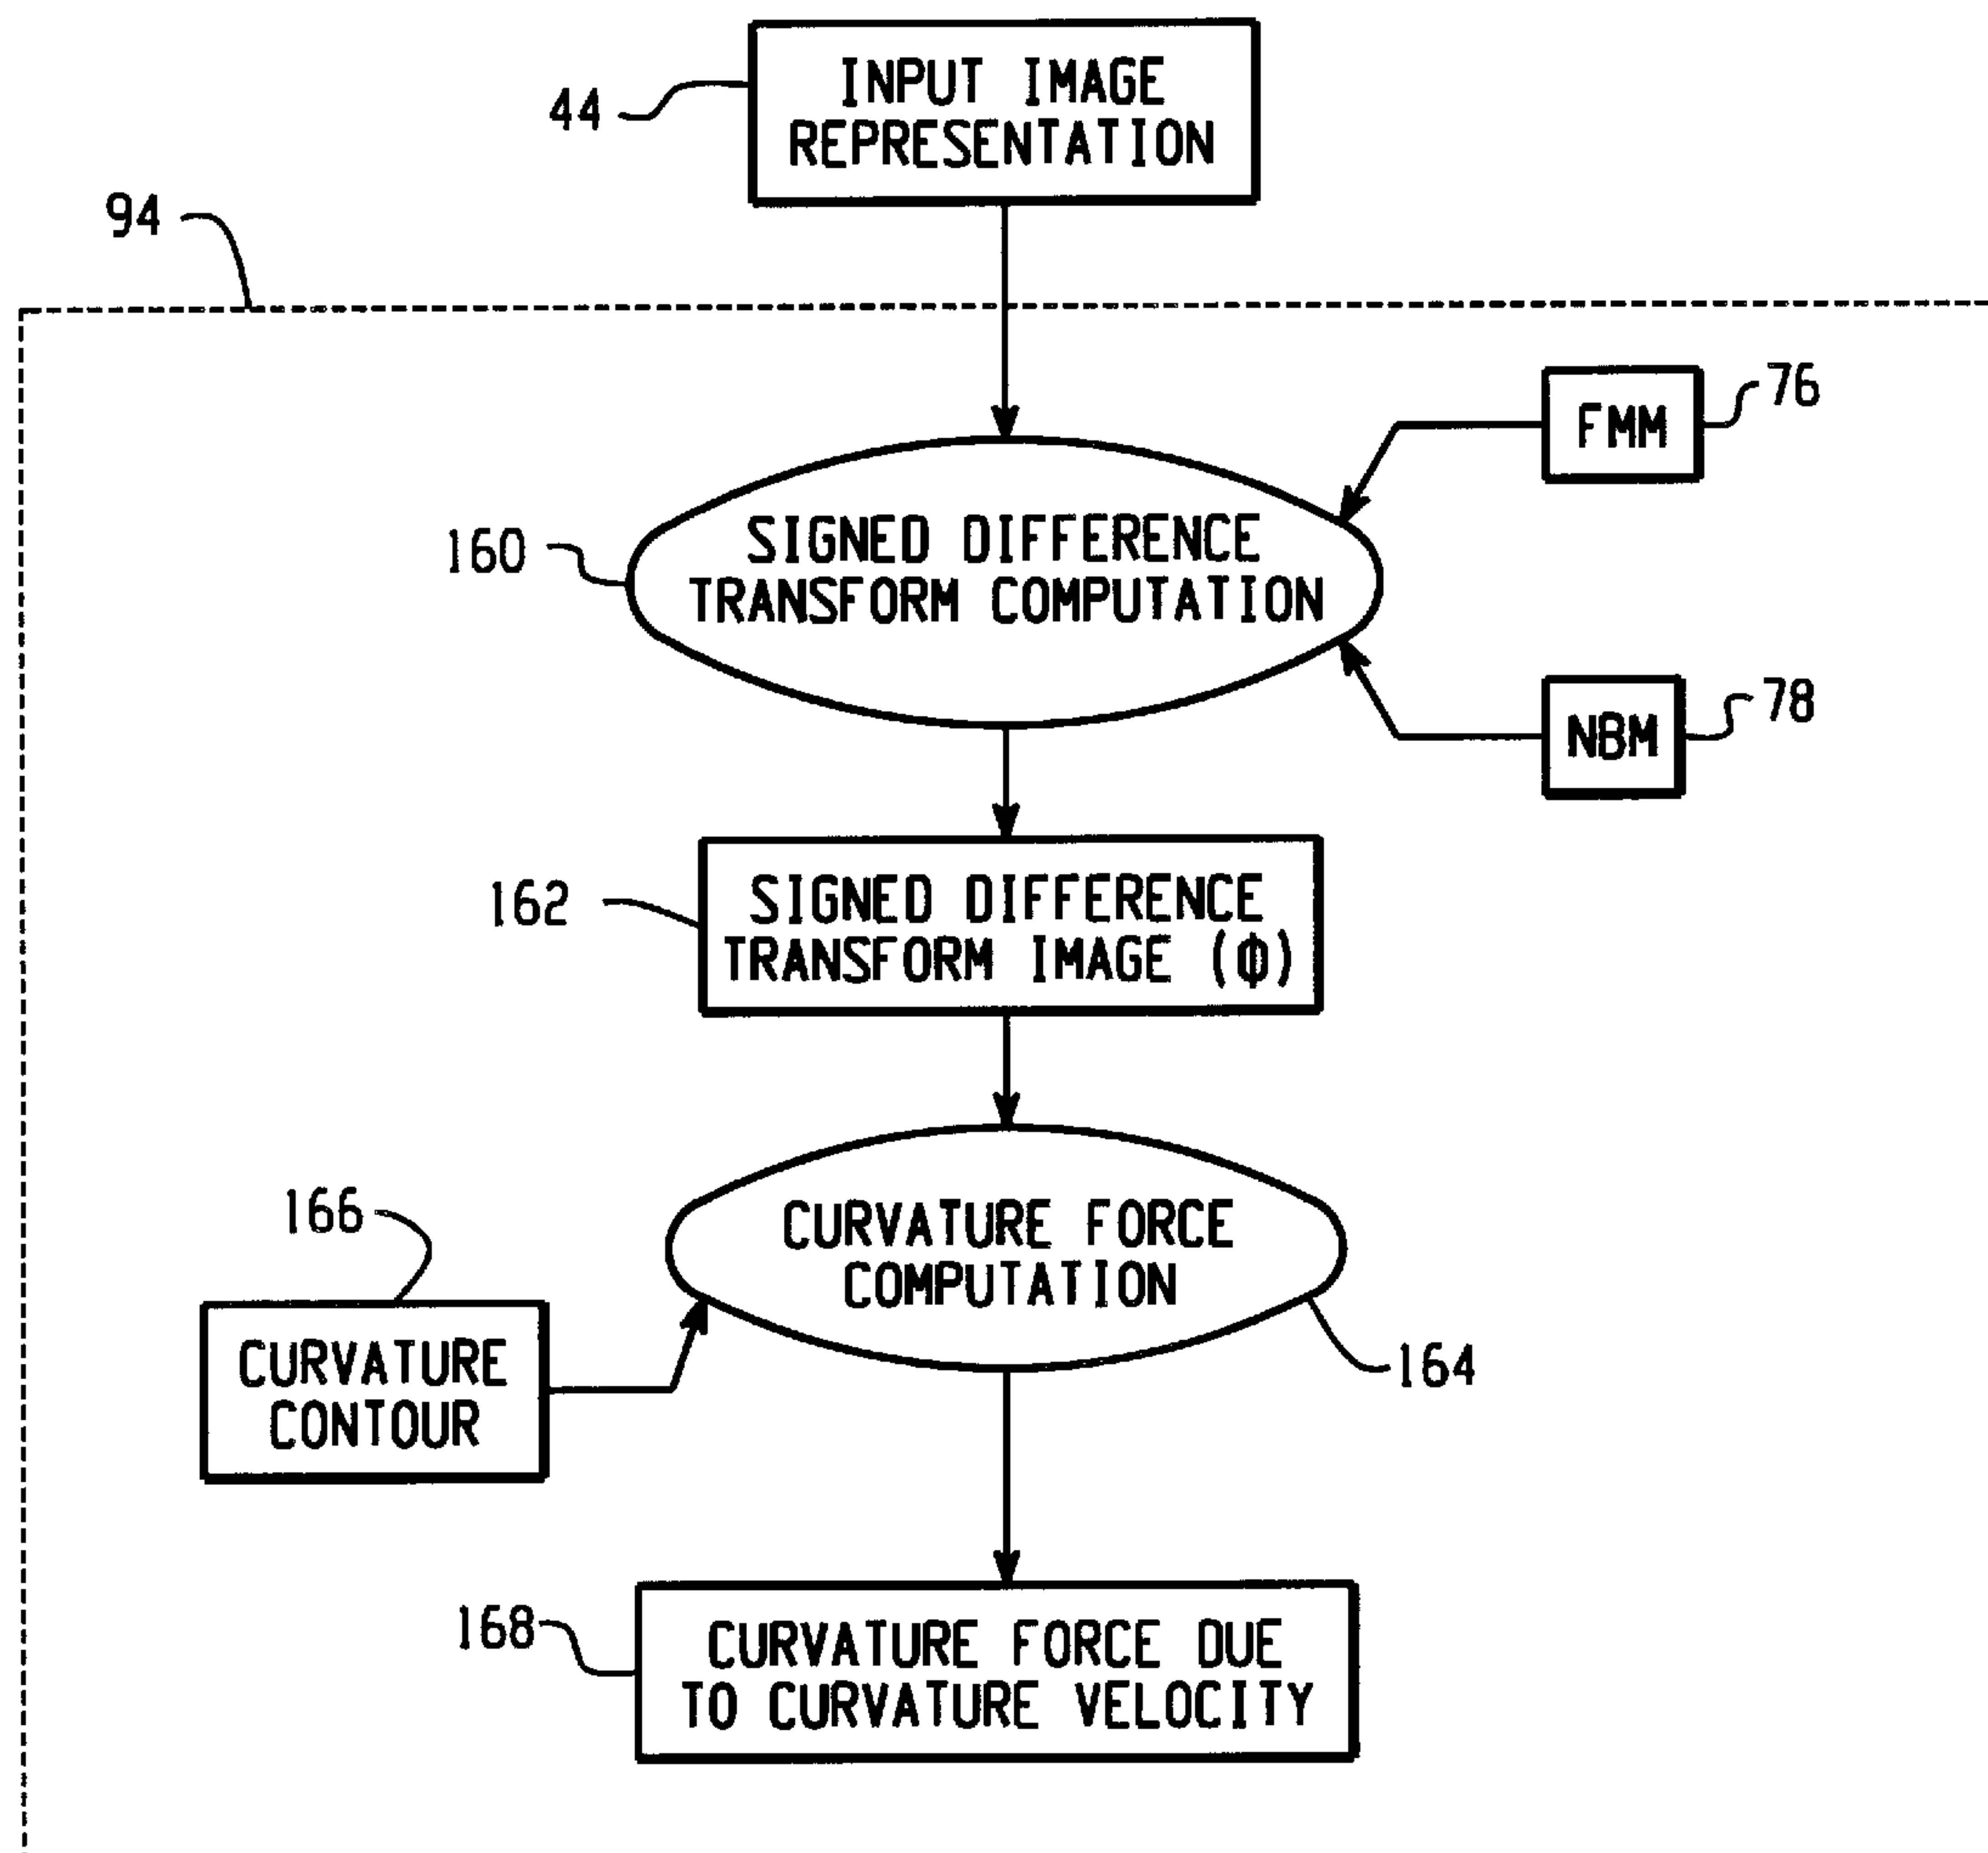 INPUT IMAGE
REPRESENTATION
44
94
FMM
76
SIGNED DIFFERENCE
TRANSFORM COMPUTATION
160
NBM
78
SIGNED DIFFERENCE
TRANSFORM IMAGE (Φ)
162
CURVATURE FORCE
COMPUTATION
166
164
CURVATURE
CONTOUR
168
CURVATURE FORCE DUE
TO CURVATURE VELOCITY